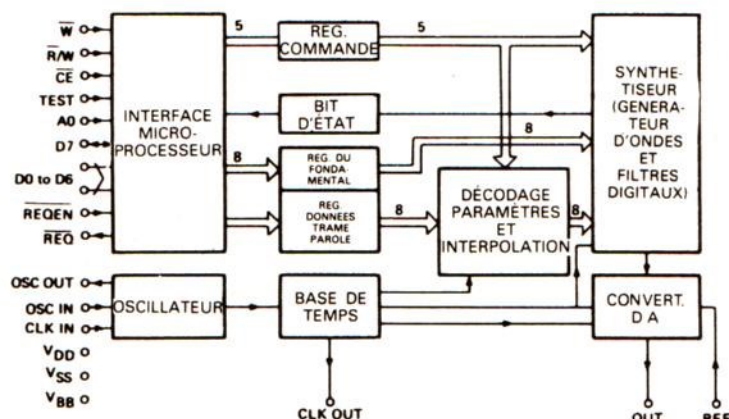 W
R/W
CE
TEST
A0
D7
D0 to D6
REQEN
REQ
OSC OUT
OSC IN
CLK IN
VDD
VSS
VBB
INTERFACE
MICRO-
PROCESSEUR
OSCILLATEUR
5
REG.
COMMANDE
5
BIT
D'ÉTAT
8
REG. DU
FONDA-
MENTAL
8
REG.
DONNEES
TRAME
PAROLE
8
DÉCODAGE
PARAMÈTRES
ET
INTERPOLATION
8
SYNTHE-
TISEUR
(GENERA-
TEUR
D'ONDES
ET
FILTRES
DIGITAUX)
BASE DE
TEMPS
CONVERT.
D A
CLK OUT
OUT